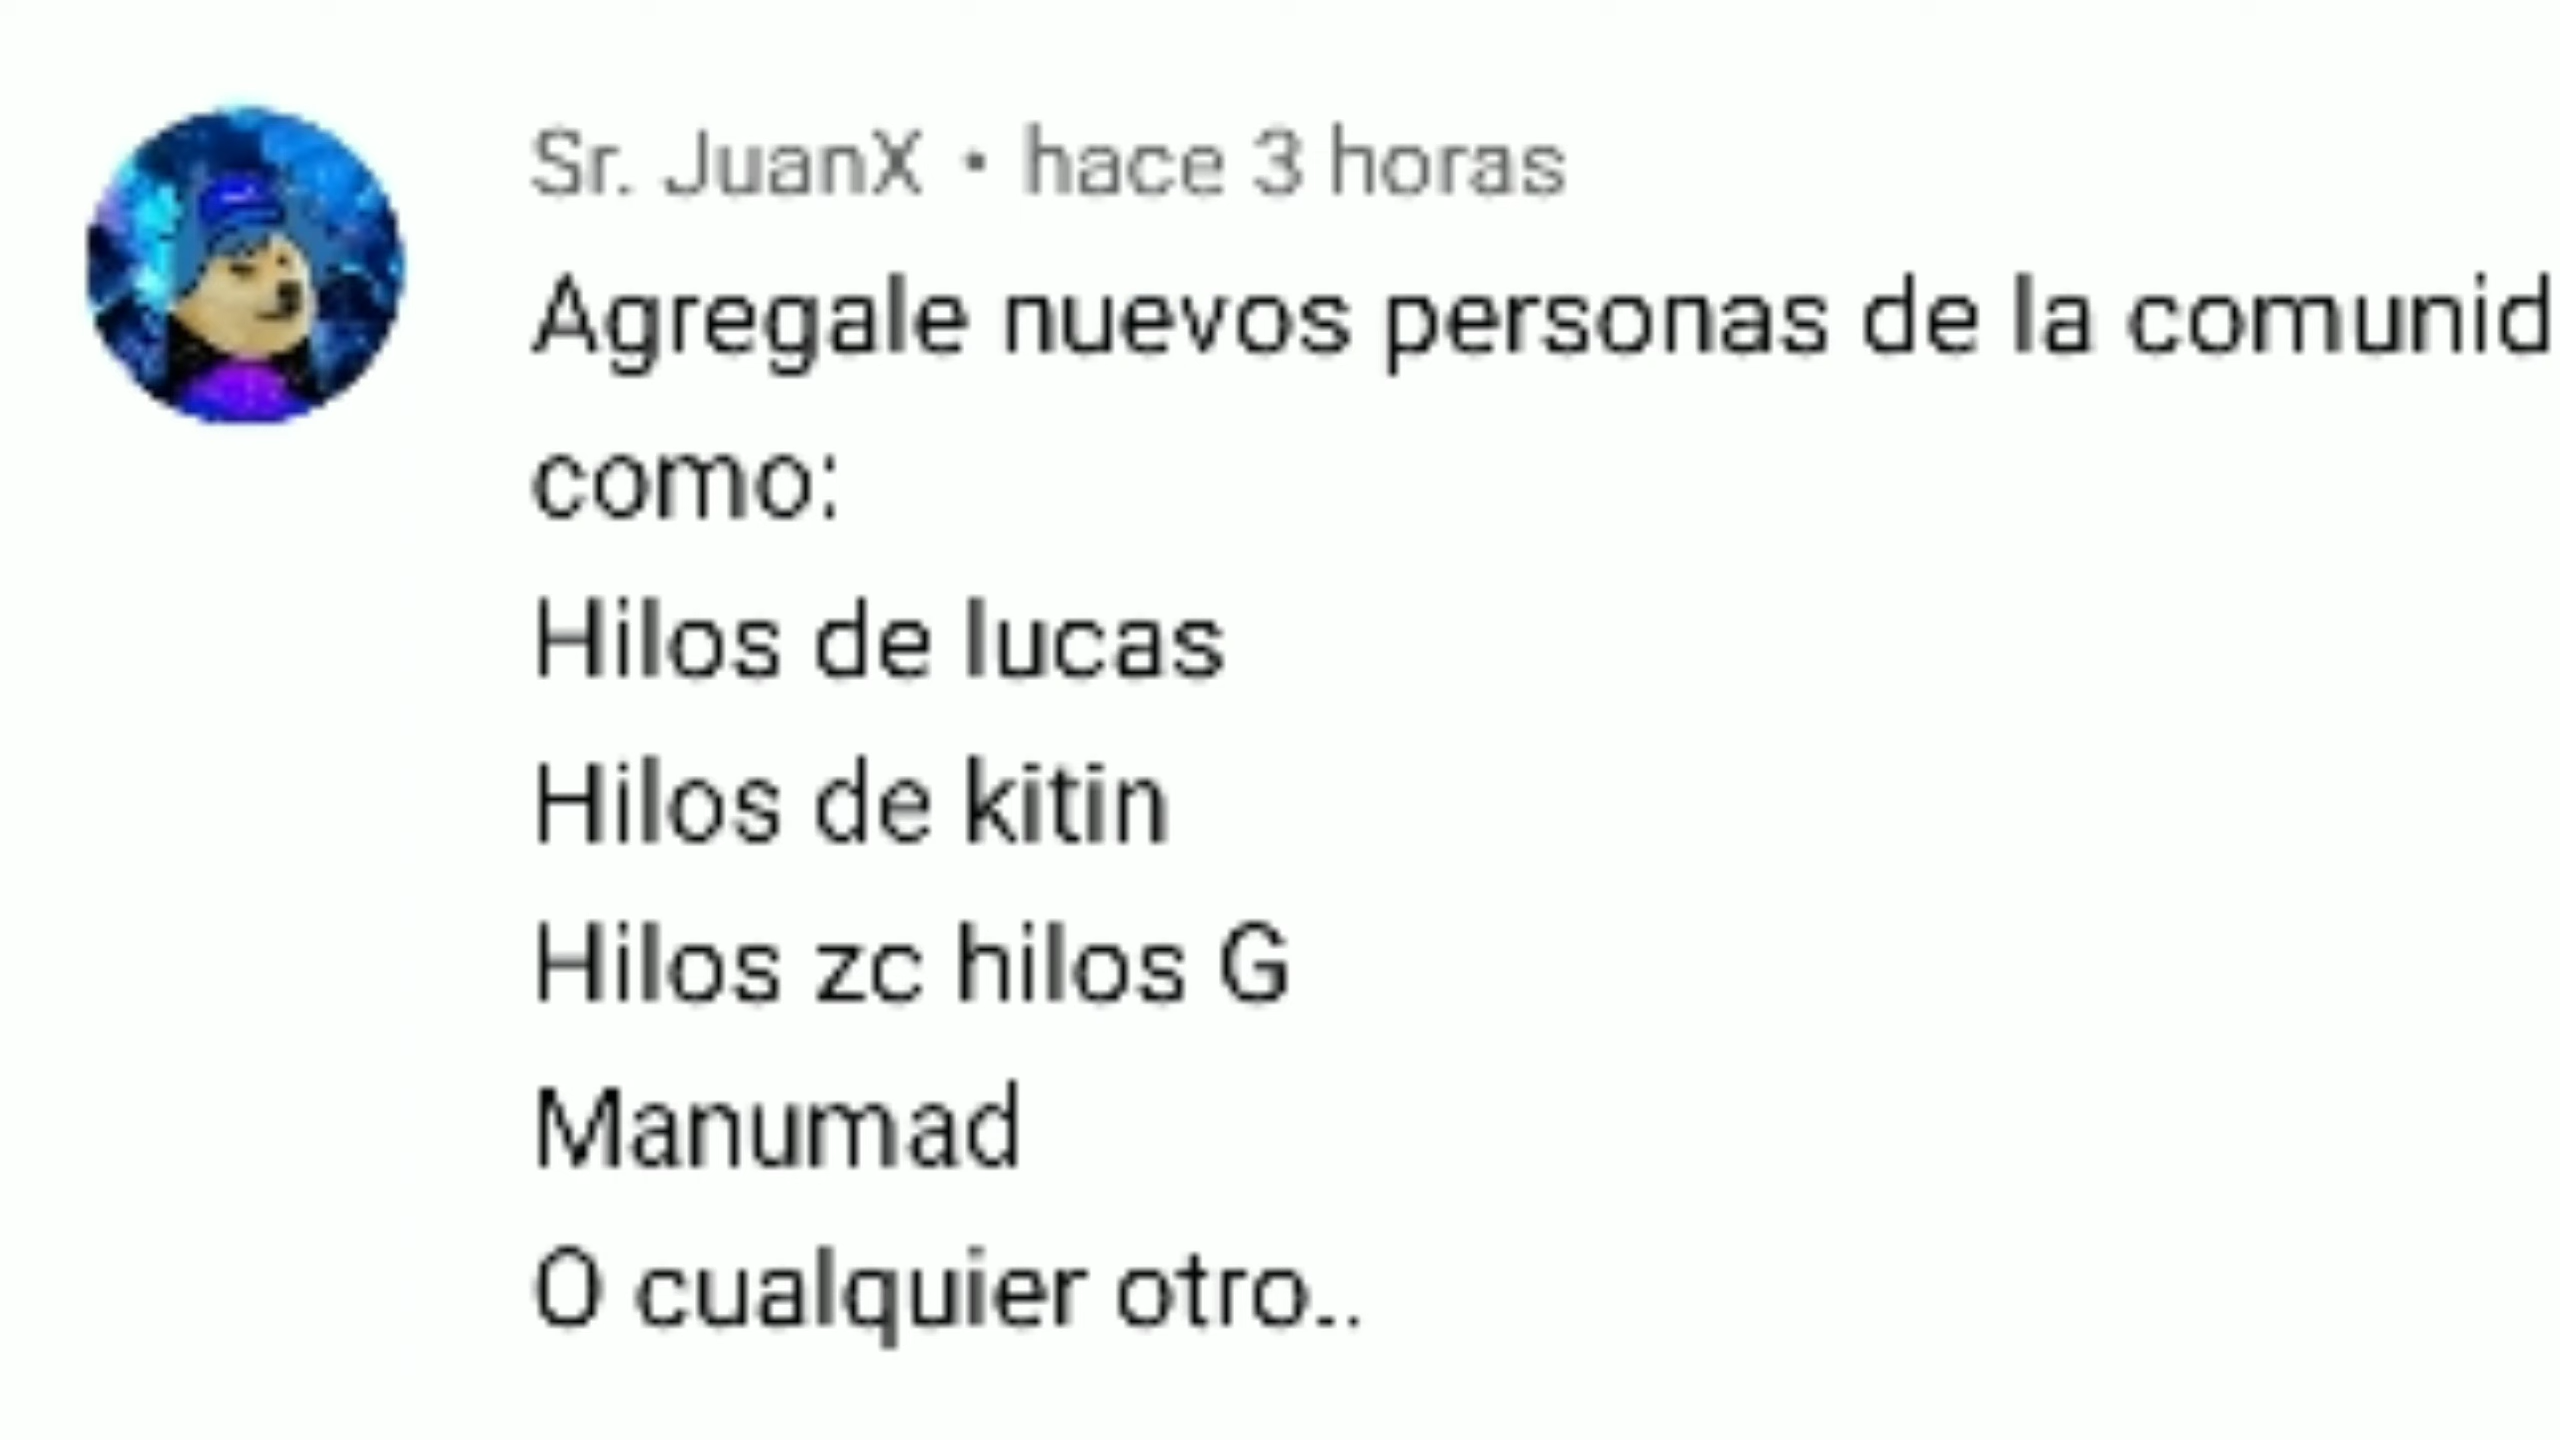 Sr. JuanX • hace 3 horas
Agregale nuevos personas de la comunid
como:
Hilos de lucas
Hilos de kitin
Hilos zc hilos G
Manumad
O cualquier otro..